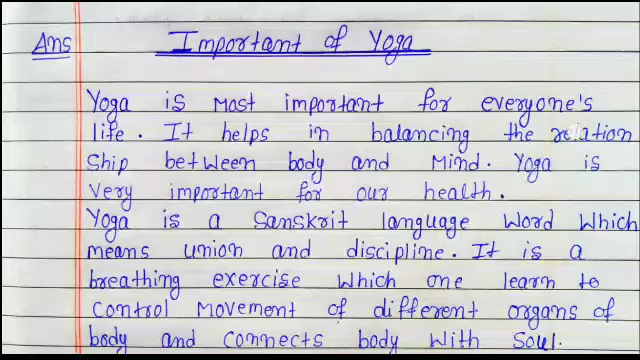 Ans Important of Yoga
Yoga is most important for everyone's
life. It helps in balancing the relation
ship between body and mind. Yoga is
very important for our health.
Yoga is a Sanskrit language word which
means union and discipline. It is a
breathing exercise which one learn to
control movement of different organs of
body and connects body with soul.